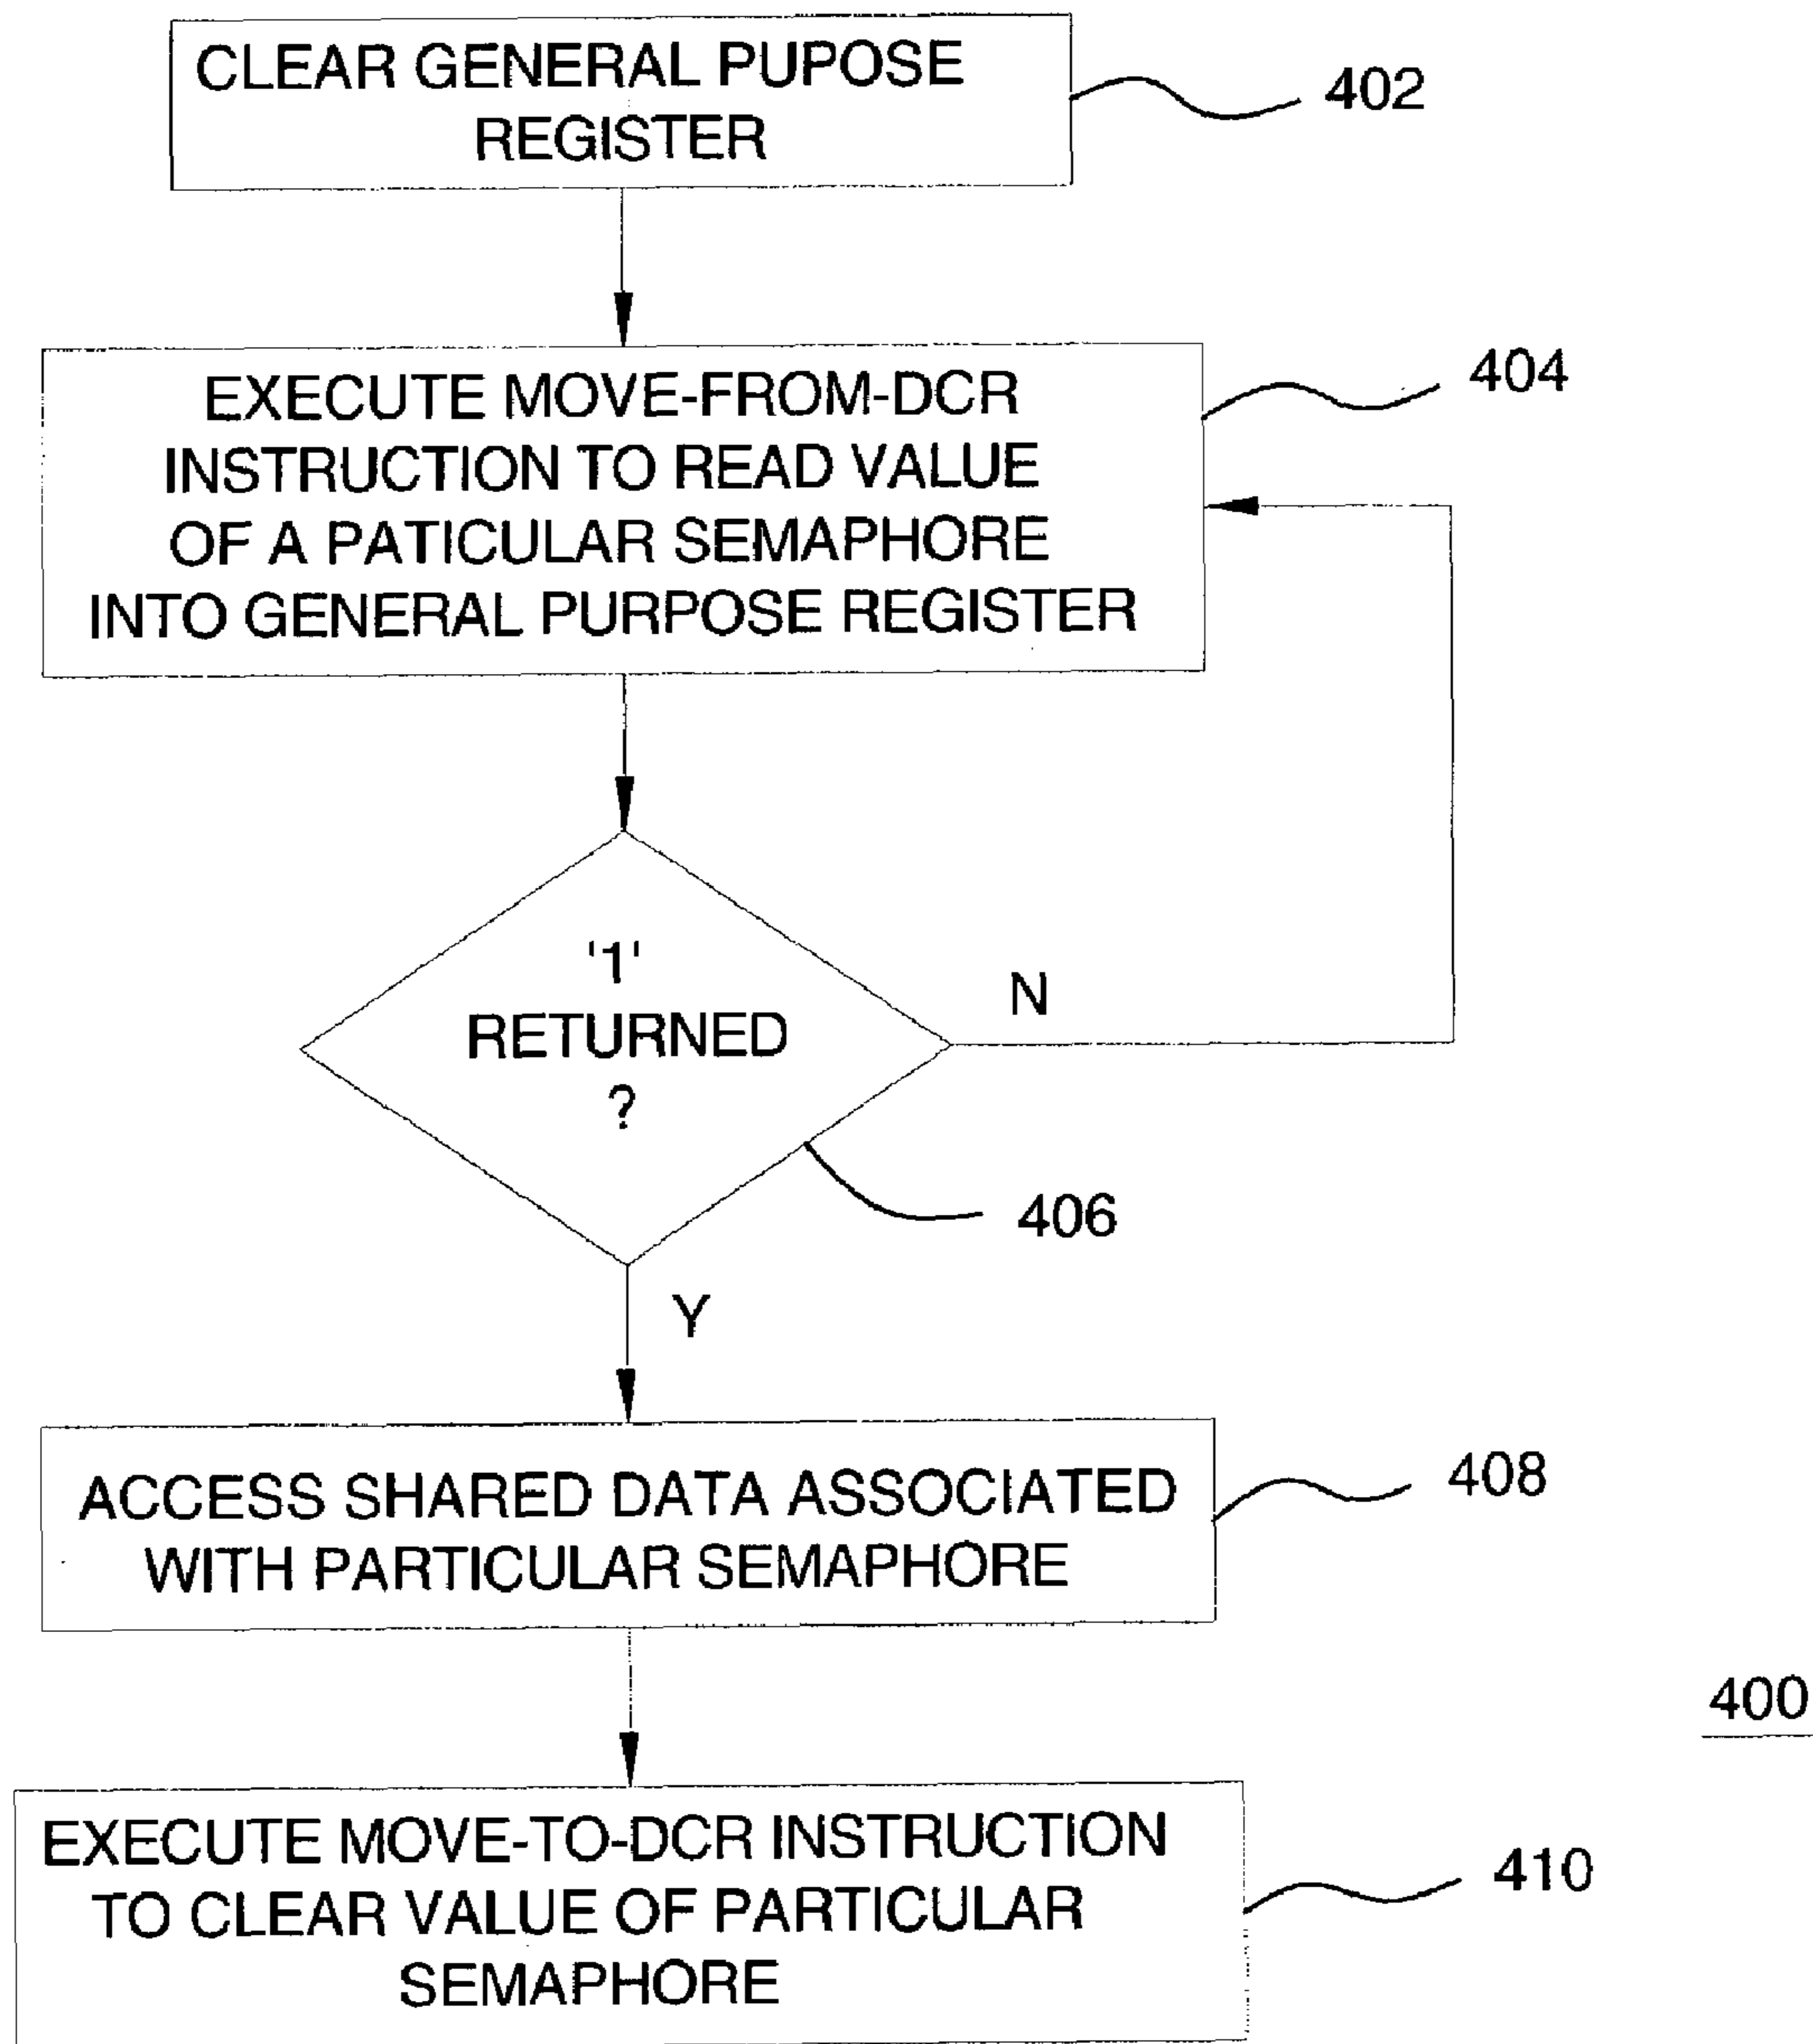 CLEAR GENERAL PUPOSE
REGISTER
402
EXECUTE MOVE-FROM-DCR
INSTRUCTION TO READ VALUE
OF A PATICULAR SEMAPHORE
INTO GENERAL PURPOSE REGISTER
404
'1'
RETURNED
?
N
406
Y
ACCESS SHARED DATA ASSOCIATED
WITH PARTICULAR SEMAPHORE
408
400
EXECUTE MOVE-TO-DCR INSTRUCTION
TO CLEAR VALUE OF PARTICULAR
SEMAPHORE
410